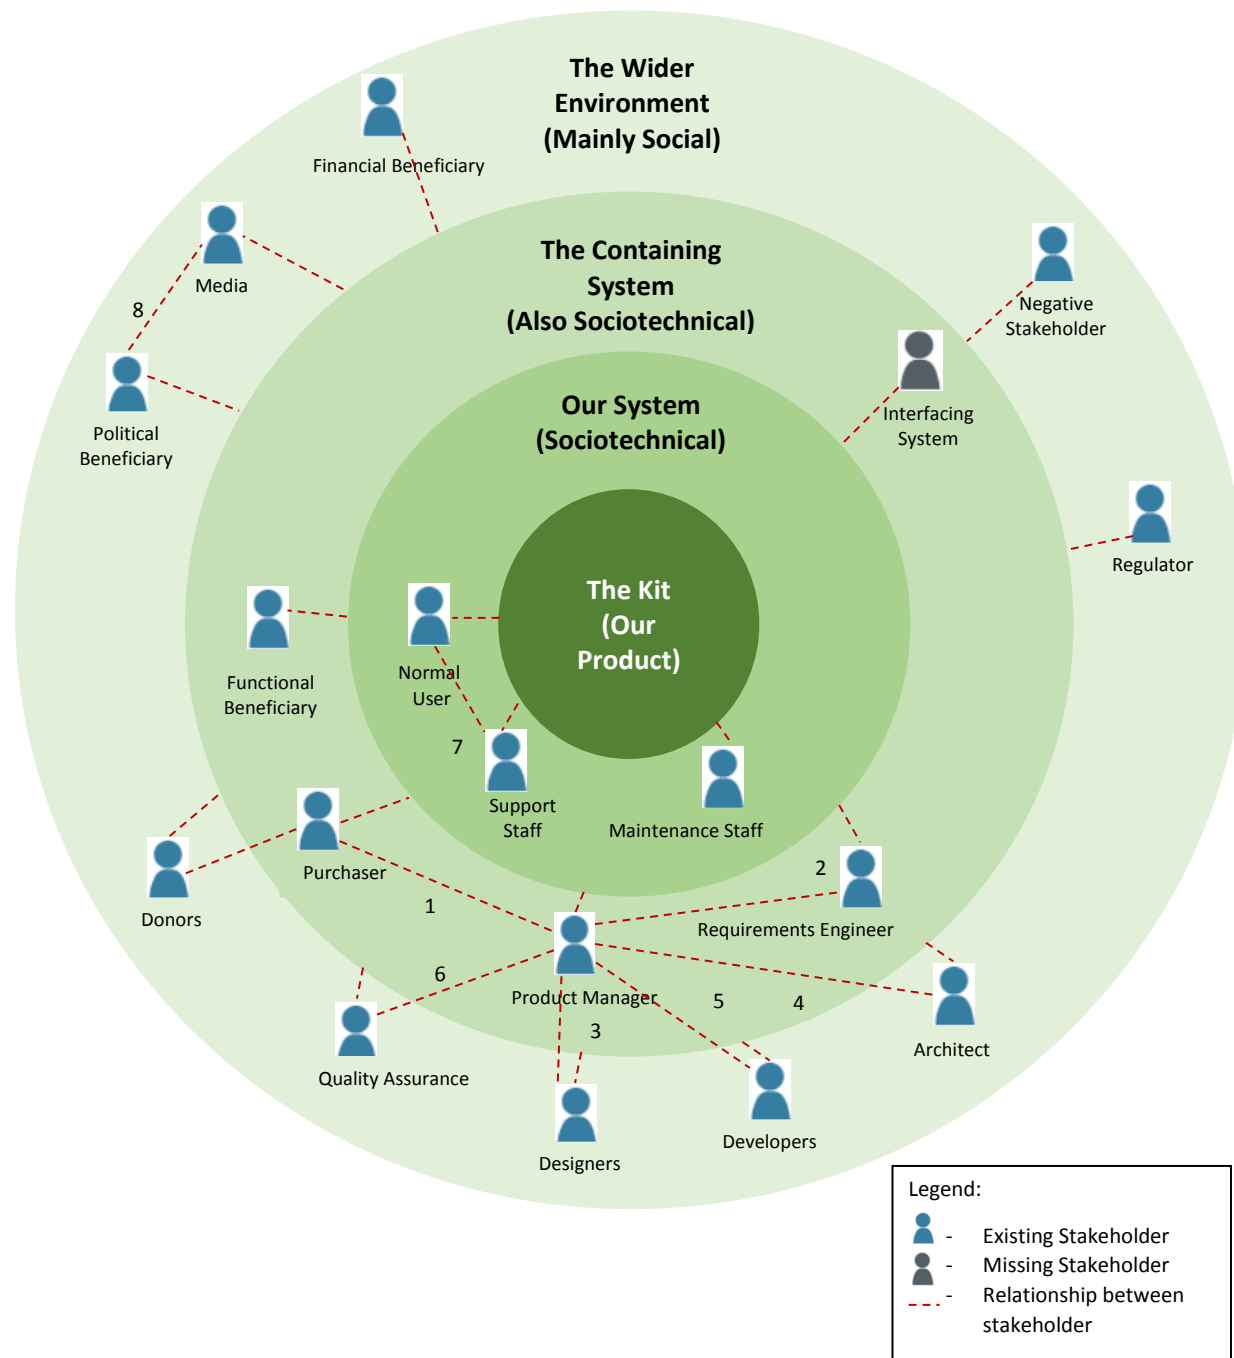 The Wider
Environment
(Mainly Social)
Financial Beneficiary
The Containing
System
(Also Sociotechnical)
Media
8
Negative
Stakeholder
Political
Beneficiary
Our System
(Sociotechnical)
Interfacing
System
Regulator
The Kit
(Our
Product)
Functional
Beneficiary
Normal
User
7
Support
Staff
Maintenance Staff
Purchaser
Donors
1
2
Requirements Engineer
6
Product Manager
5
4
3
Architect
Quality Assurance
Developers
Designers
Legend:
- Existing Stakeholder
- Missing Stakeholder
- Relationship between
stakeholder